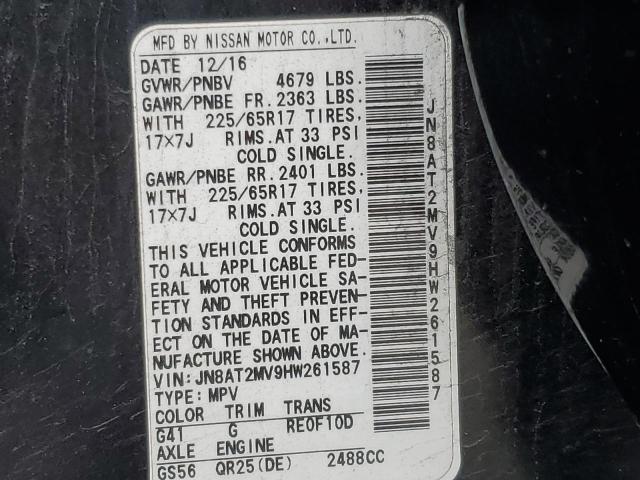 MFD BY NISSAN MOTOR CO.,LTD.
DATE 12/16
GVWR/PNBV 4679 LBS.
GAWR/PNBE FR. 2363 LBS.
WITH 225/65R17 TIRES,
17×7J RIMS.AT 33 PSI
COLD SINGLE.
GAWR/PNBE RR. 2401 LBS.
WITH 225/65R17 TIRES,
17×7J RIMS.AT 33 PSI
COLD SINGLE.
THIS VEHICLE CONFORMS
TO ALL APPLICABLE FED-
ERAL MOTOR VEHICLE SA-
FETY AND THEFT PREVEN-
TION STANDARDS IN EFF-
ECT ON THE DATE OF MA-
NUFACTURE SHOWN ABOVE.
VIN:JN8AT2MV9HW261587
TYPE:MPV
COLOR TRIM TRANS
G41 G RE0F10D
AXLE ENGINE
GS56 QR25(DE) 2488CC
JN8AT2MV9HW261587